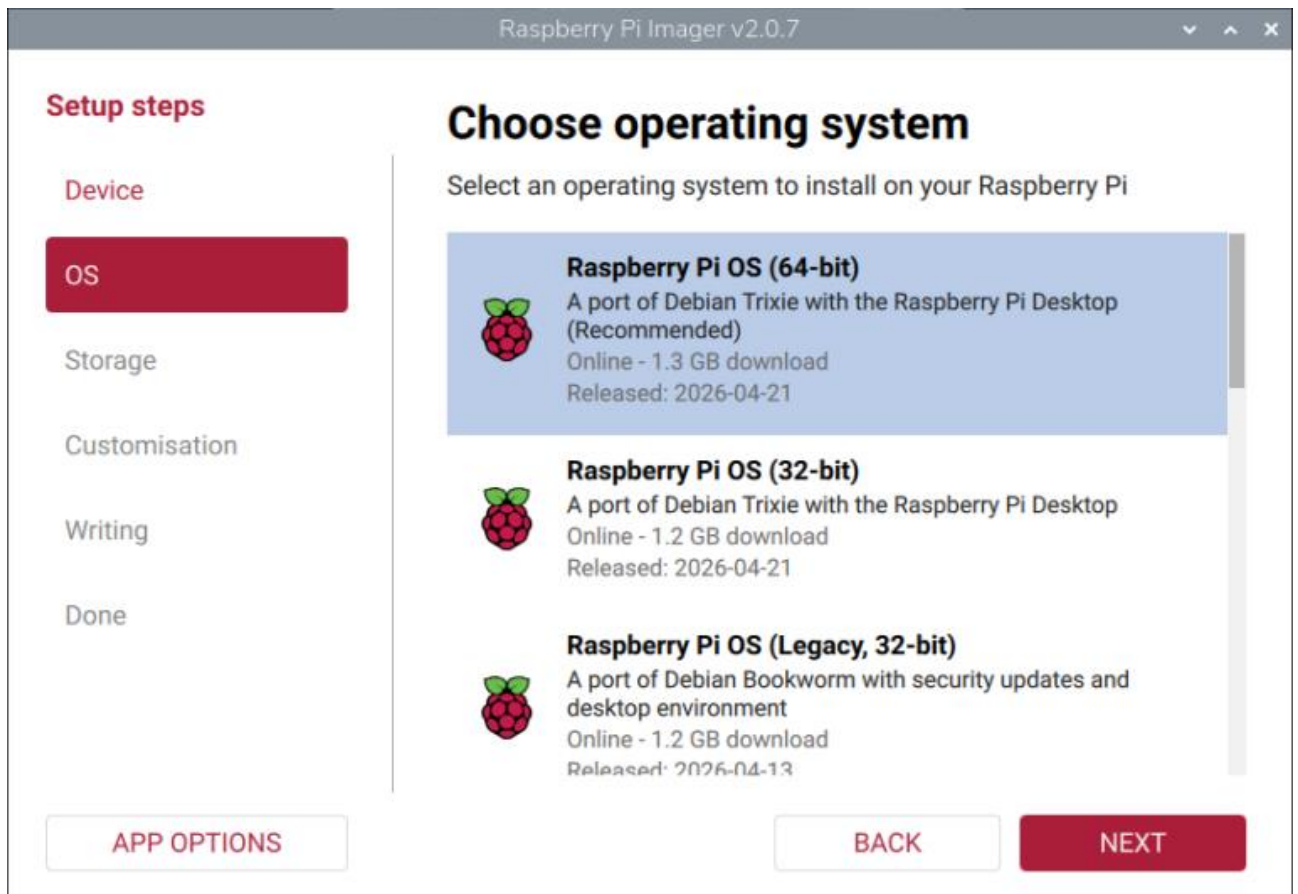 Raspberry Pi Imager v2.0.7
Setup steps
Device
OS
Storage
Customisation
Writing
Done
APP OPTIONS
Choose operating system
Select an operating system to install on your Raspberry Pi
Raspberry Pi OS (64-bit)
A port of Debian Trixie with the Raspberry Pi Desktop
(Recommended)
Online - 1.3 GB download
Released: 2026-04-21
Raspberry Pi OS (32-bit)
A port of Debian Trixie with the Raspberry Pi Desktop
Online - 1.2 GB download
Released: 2026-04-21
Raspberry Pi OS (Legacy, 32-bit)
A port of Debian Bookworm with security updates and
desktop environment
Online - 1.2 GB download
Released: 2026-04-13
BACK
NEXT